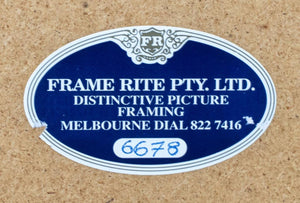 FR
FRAME RITE PTY. LTD.
DISTINCTIVE PICTURE
FRAMING
MELBOURNE DIAL 822 7416
6678